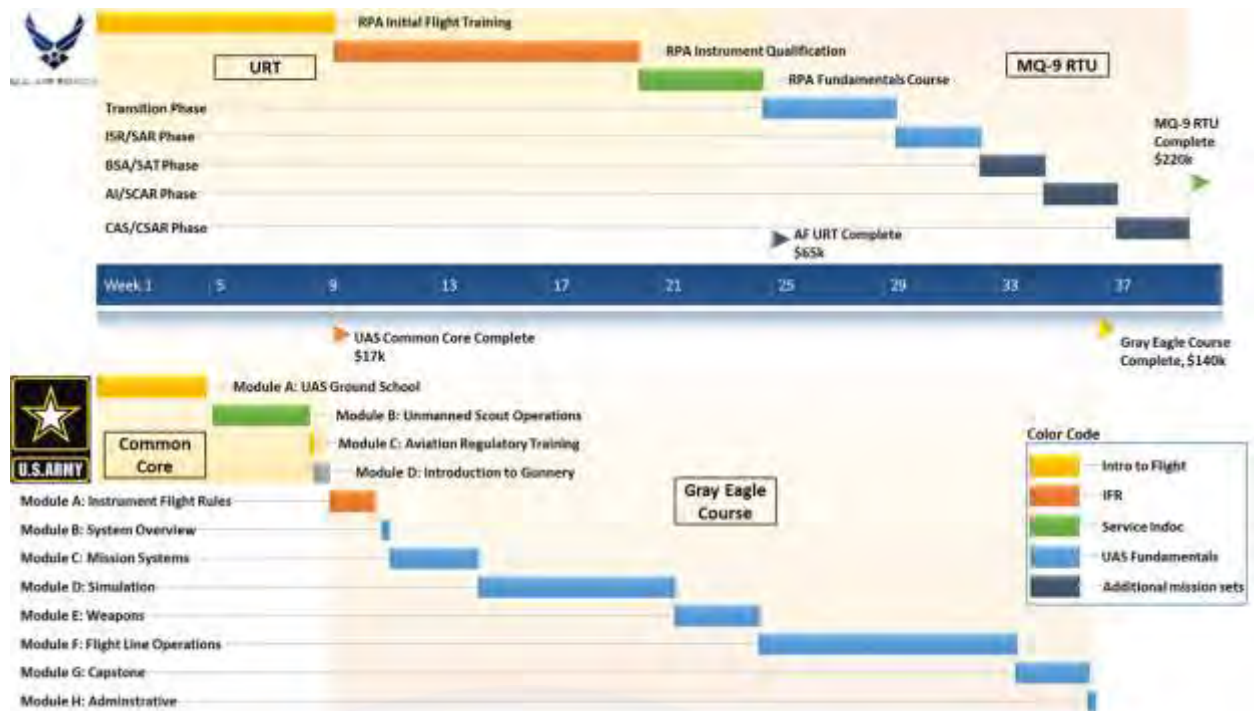 RPA Initial Flight Training
U.S. AIR FORCE
URT
RPA Instrument Qualification
MQ-9 RTU
RPA Fundamentals Course
Transition Phase
ISR/SAR Phase
BSA/SAT Phase
AI/SCAR Phase
CAS/CSAR Phase
MQ-9 RTU
Complete
$220k
AF URT Complete
$65k
Week 1 5 9 13 17 21 25 29 33 37
UAS Common Core Complete
$17k
Gray Eagle Course
Complete, $140k
Module A: UAS Ground School
Module B: Unmanned Scout Operations
Module C: Aviation Regulatory Training
Module D: Introduction to Gunnery
Common
Core
U.S.ARMY
Gray Eagle
Course
Module A: Instrument Flight Rules
Module B: System Overview
Module C: Mission Systems
Module D: Simulation
Module E: Weapons
Module F: Flight Line Operations
Module G: Capstone
Module H: Adminstrative
Color Code
Intro to Flight
IFR
Service Indoc
UAS Fundamentals
Additional mission sets